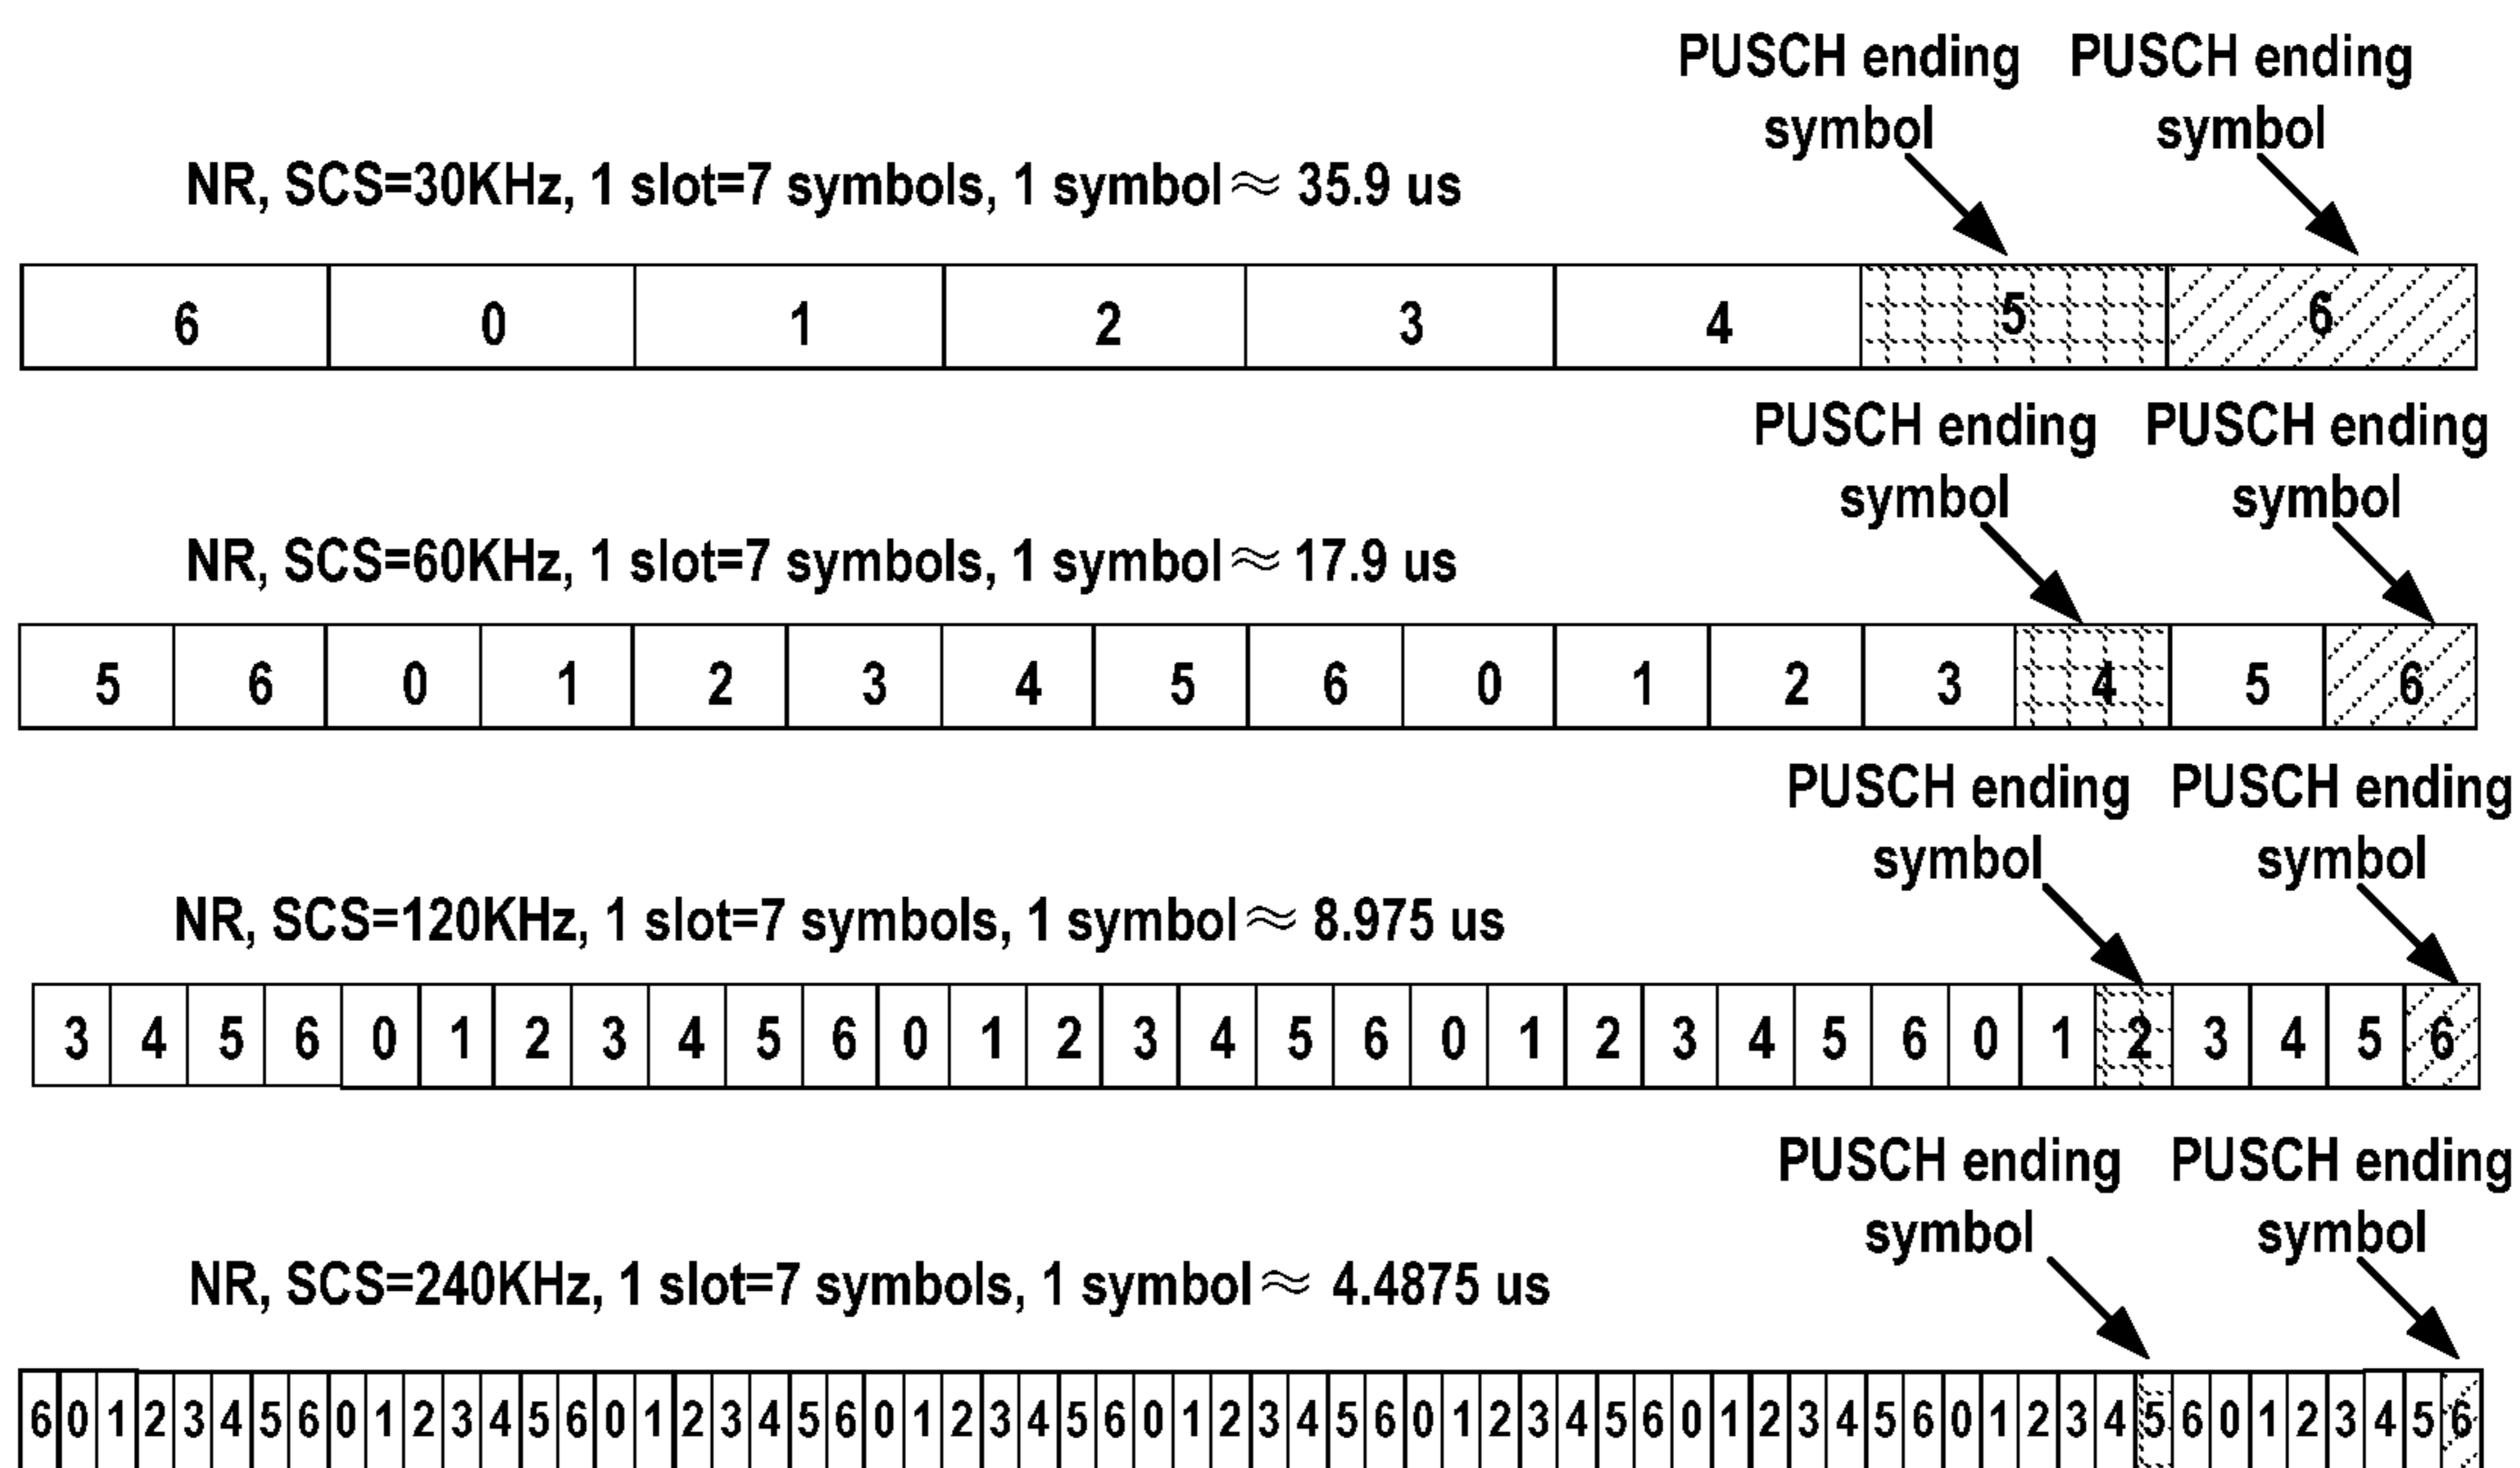 PUSCH ending PUSCH ending
symbol symbol
NR, SCS=30KHz, 1 slot=7 symbols, 1 symbol≈ 35.9 us
6 0 1 2 3 4 5 6
PUSCH ending PUSCH ending
symbol symbol
NR, SCS=60KHz, 1 slot=7 symbols, 1 symbol≈ 17.9 us
5 6 0 1 2 3 4 5 6 0 1 2 3 4 5 6
PUSCH ending PUSCH ending
symbol symbol
NR, SCS=120KHz, 1 slot=7 symbols, 1 symbol≈ 8.975 us
3 4 5 6 0 1 2 3 4 5 6 0 1 2 3 4 5 6 0 1 2 3 4 5 6 0 1 2 3 4 5 6
PUSCH ending PUSCH ending
symbol symbol
NR, SCS=240KHz, 1 slot=7 symbols, 1 symbol≈ 4.4875 us
6 0 1 2 3 4 5 6 0 1 2 3 4 5 6 0 1 2 3 4 5 6 0 1 2 3 4 5 6 0 1 2 3 4 5 6 0 1 2 3 4 5 6 0 1 2 3 4 5 6 0 1 2 3 4 5 6 0 1 2 3 4 5 6